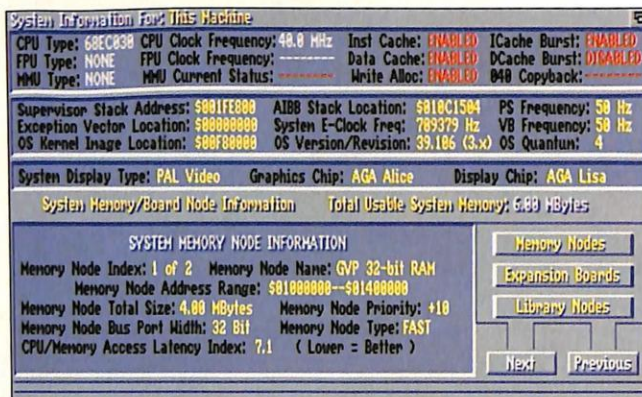 System Information For: This Machine
CPU Type: 68EC030 CPU Clock Frequency: 40.0 MHz Inst Cache: ENABLED ICache Burst: ENABLED
FPU Type: NONE FPU Clock Frequency: -------- Data Cache: ENABLED DCache Burst: DISABLED
MMU Type: NONE MMU Current Status: -------- Write Alloc: ENABLED 040 Copyback: --------
Supervisor Stack Address: $001FE800 AIBB Stack Location: $010C1504 PS Frequency: 50 Hz
Exception Vector Location: $00000000 System E-Clock Freq: 709379 Hz VB Frequency: 50 Hz
OS Kernel Image Location: $00F80000 OS Version/Revision: 39.106 (3.x) OS Quantum: 4
System Display Type: PAL Video Graphics Chip: AGA Alice Display Chip: AGA Lisa
System Memory/Board Node Information Total Usable System Memory: 6.00 MBytes
SYSTEM MEMORY NODE INFORMATION
Memory Node Index: 1 of 2 Memory Node Name: GVP 32-bit RAM
Memory Node Address Range: $01000000--$01400000
Memory Node Total Size: 4.00 MBytes Memory Node Priority: +10
Memory Node Bus Port Width: 32 Bit Memory Node Type: FAST
CPU/Memory Access Latency Index: 7.1 ( Lower = Better )
Memory Nodes
Expansion Boards
Library Nodes
Next Previous